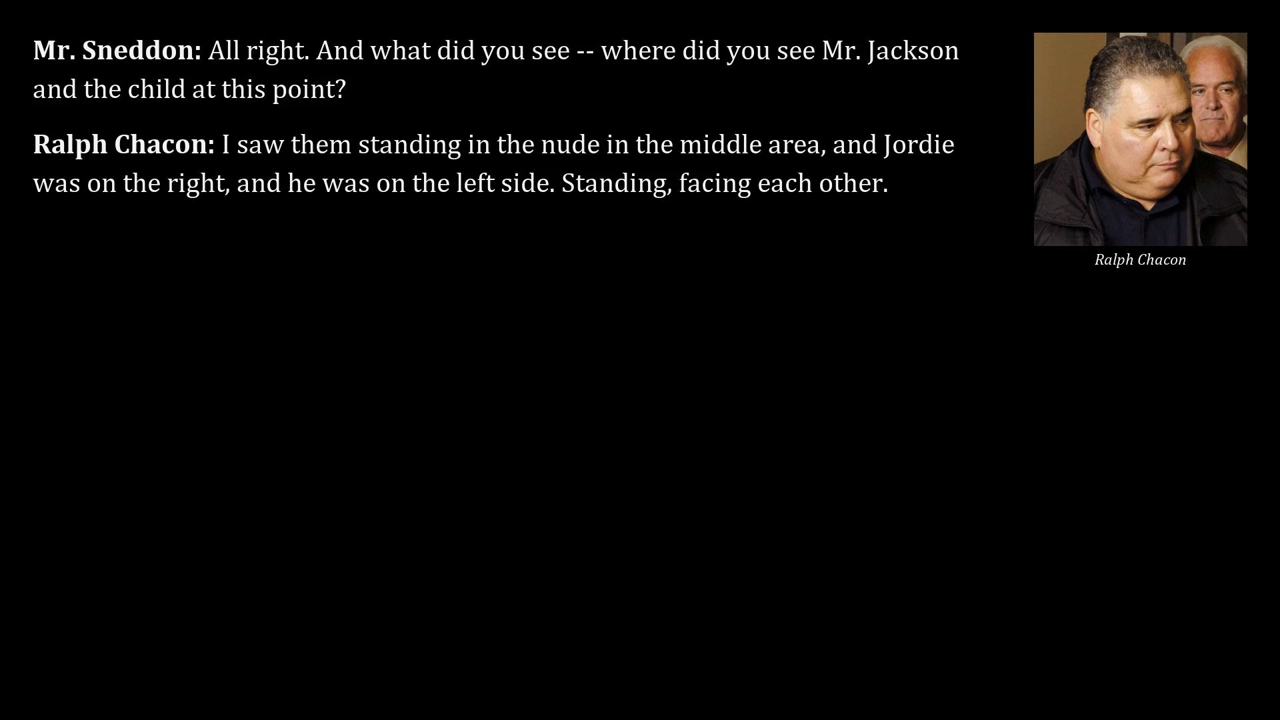 Mr. Sneddon: All right. And what did you see -- where did you see Mr. Jackson
and the child at this point?
Ralph Chacon: I saw them standing in the nude in the middle area, and Jordie
was on the right, and he was on the left side. Standing, facing each other.
Ralph Chacon